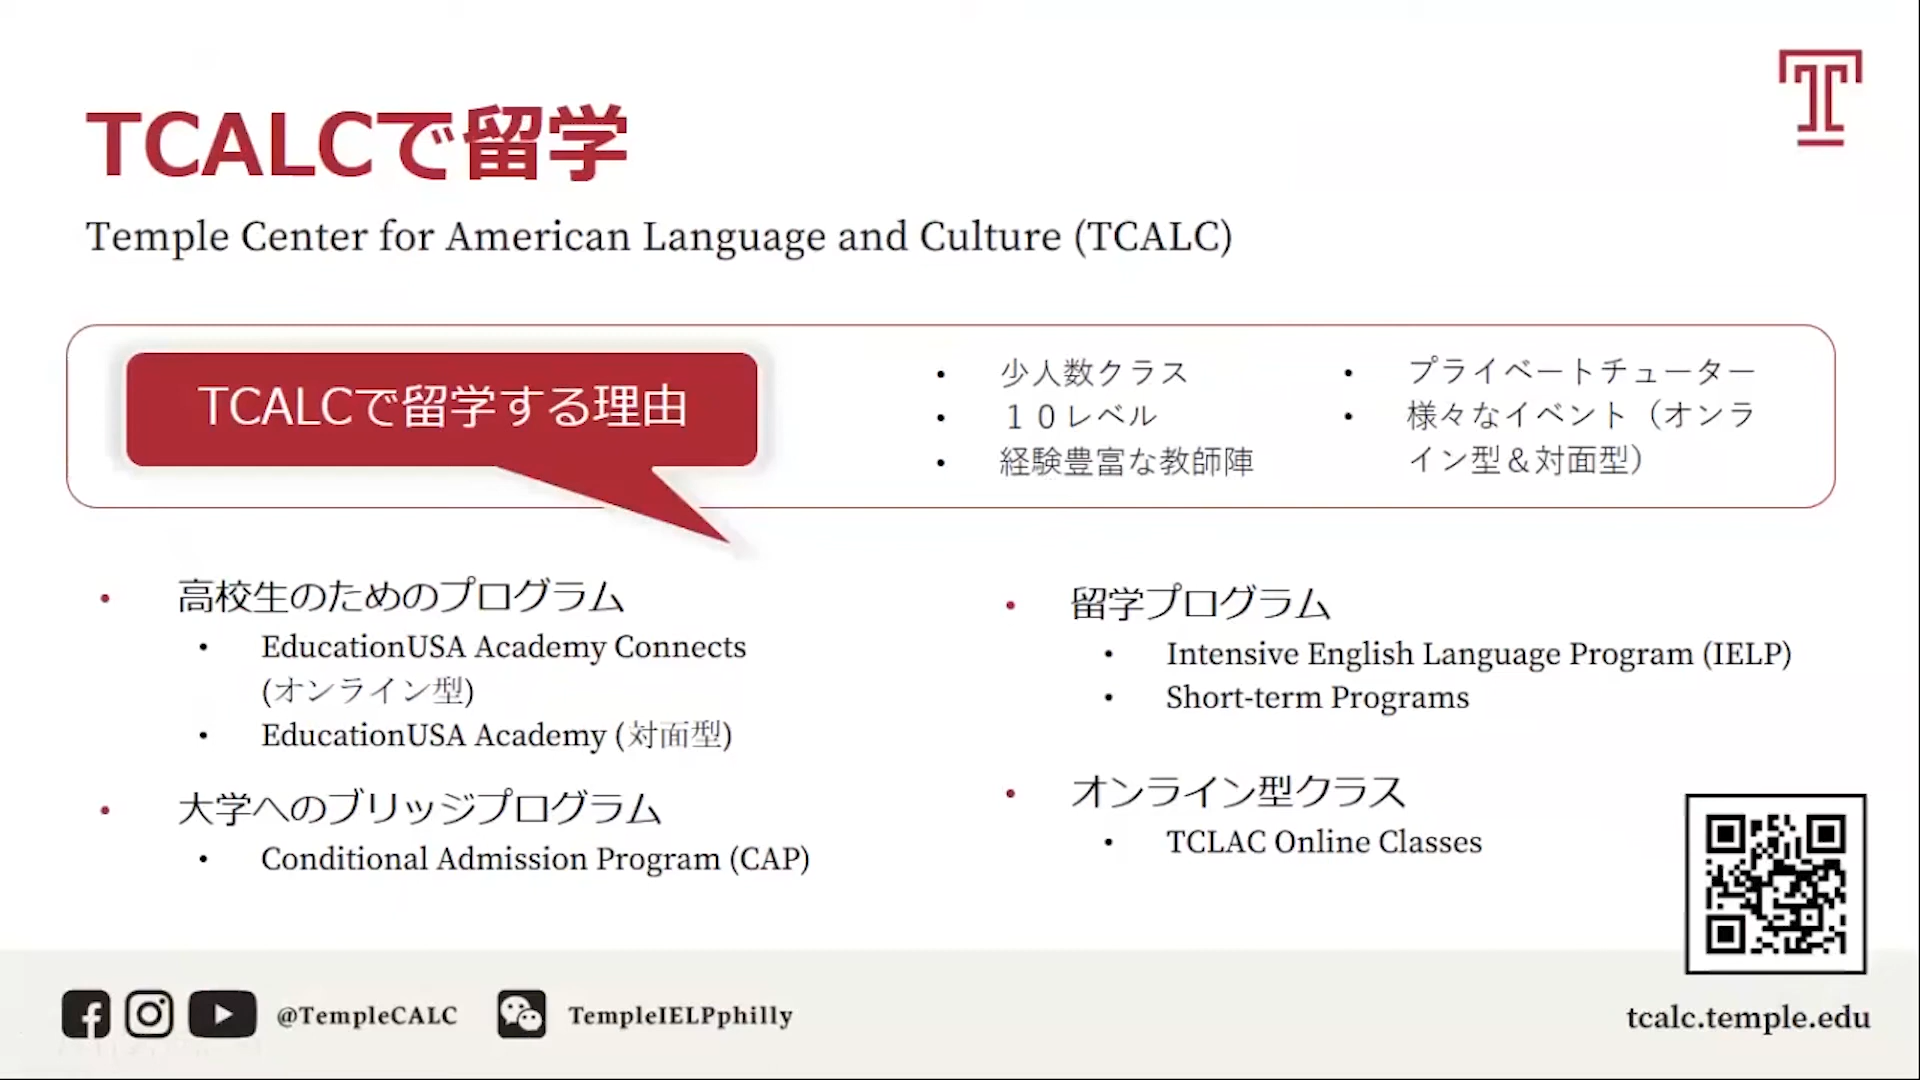 TCALCで留学
Temple Center for American Language and Culture (TCALC)
TCALCで留学する理由
• 少人数クラス
• １０レベル
• 経験豊富な教師陣
• プライベートチューター
• 様々なイベント（オンラ
イン型＆対面型）
• 高校生のためのプログラム
• EducationUSA Academy Connects
(オンライン型)
• EducationUSA Academy (対面型)
• 大学へのブリッジプログラム
• Conditional Admission Program (CAP)
• 留学プログラム
• Intensive English Language Program (IELP)
• Short-term Programs
• オンライン型クラス
• TCLAC Online Classes
@TempleCALC
TempleIELPphilly
tcalc.temple.edu